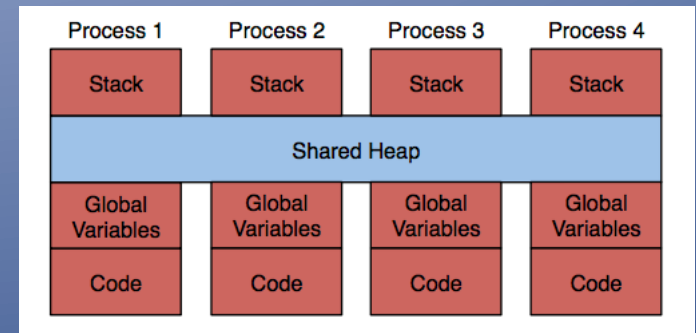 Process 1 Process 2 Process 3 Process 4
Stack Stack Stack Stack
Shared Heap
Global Global Global Global
Variables Variables Variables Variables
Code Code Code Code